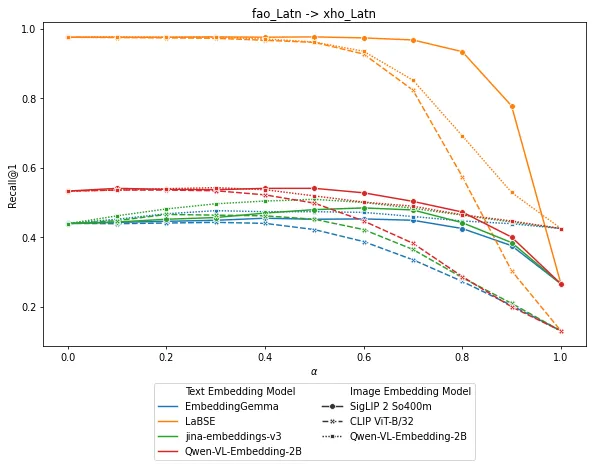 fao_Latn -> xho_Latn
Recall@1
1.0
0.8
0.6
0.4
0.2
0.0 0.2 0.4 0.6 0.8 1.0
α
Text Embedding Model Image Embedding Model
EmbeddingGemma SigLIP 2 So400m
LaBSE CLIP ViT-B/32
jina-embeddings-v3 Qwen-VL-Embedding-2B
Qwen-VL-Embedding-2B